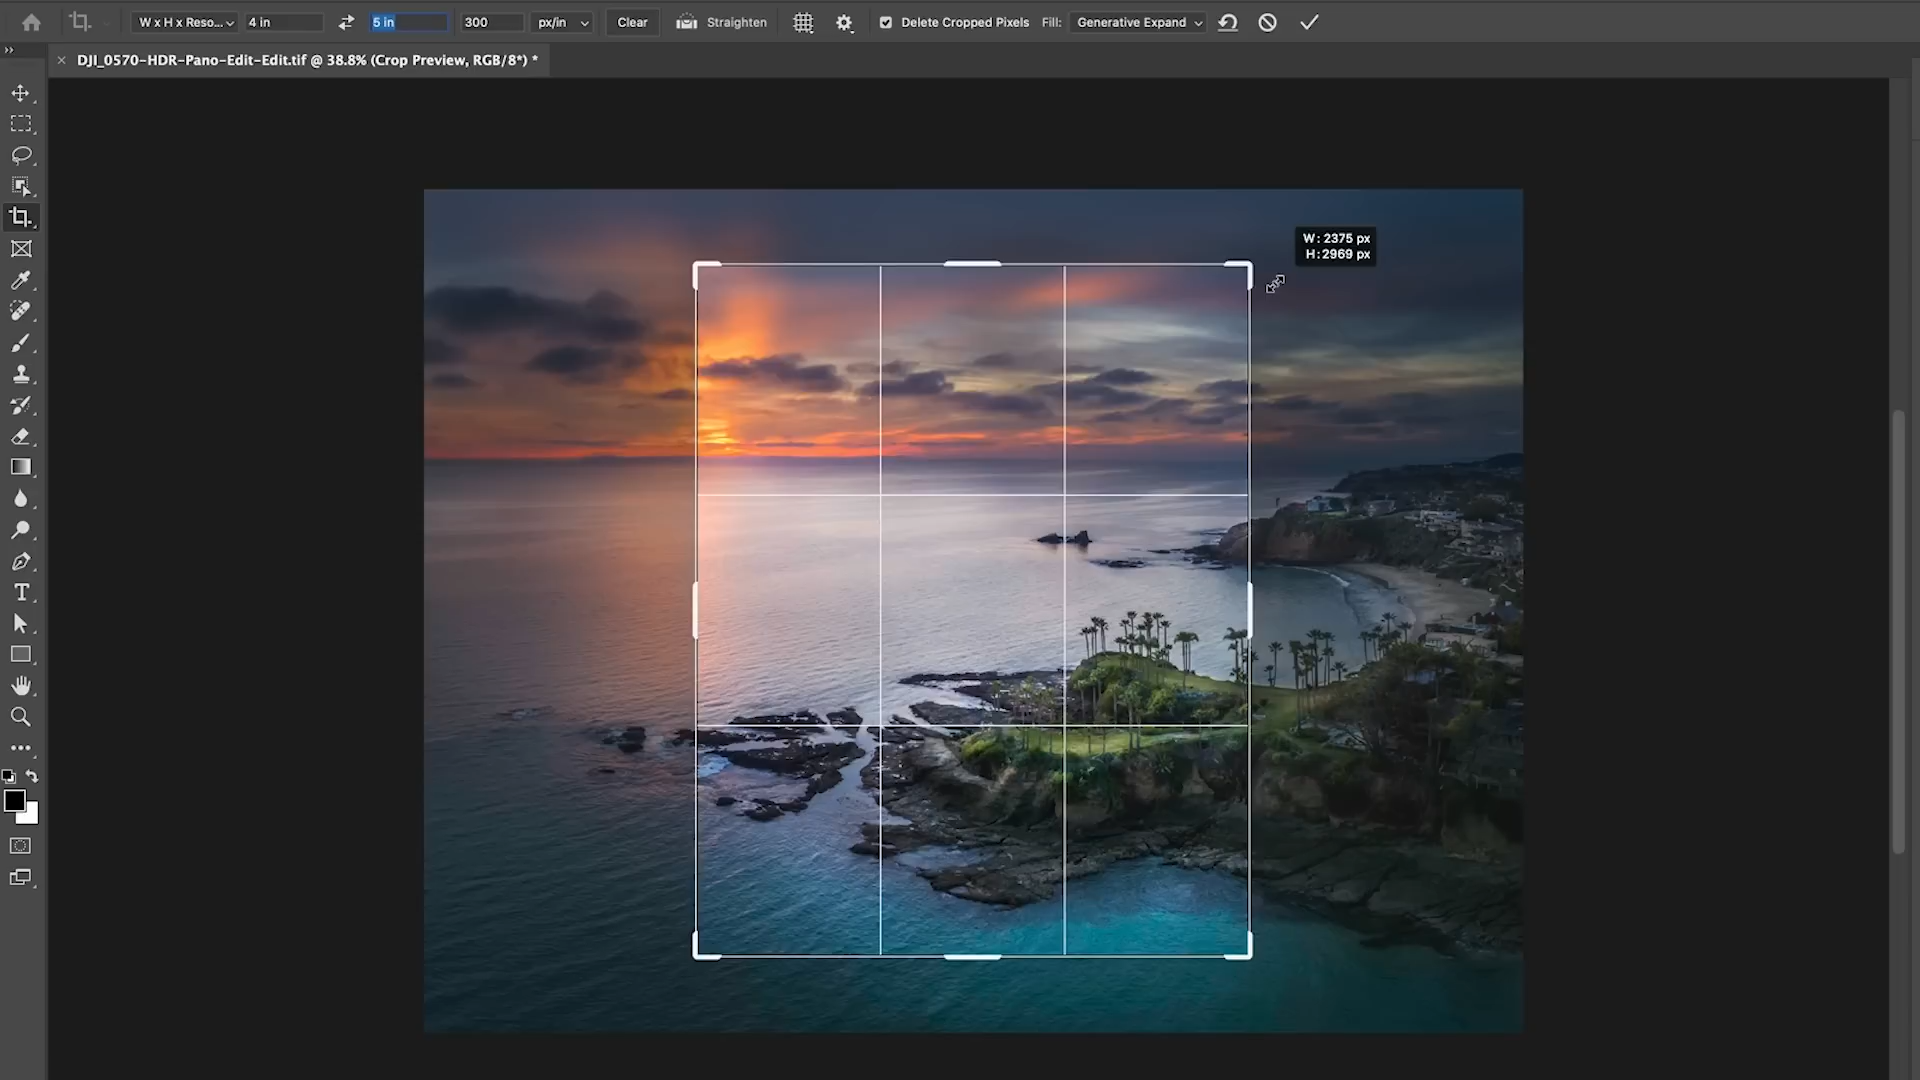 W x H x Reso... 4 in 5 in 300 px/in Clear Straighten Delete Cropped Pixels Fill: Generative Expand
DJI_0570-HDR-Pano-Edit-Edit.tif @ 38.8% (Crop Preview, RGB/8*) *
W: 2375 px
H: 2969 px